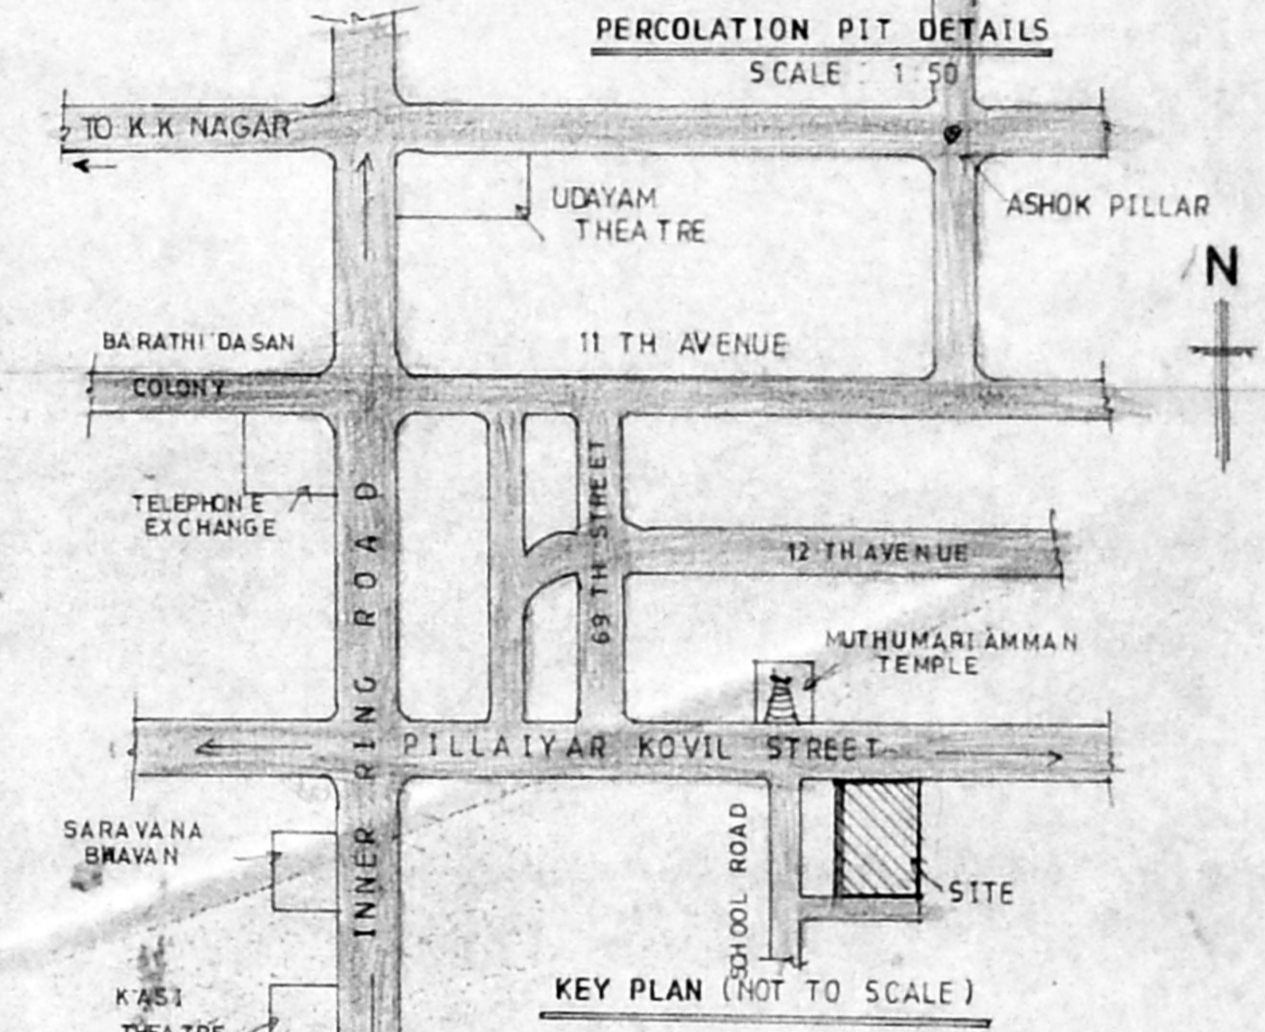 PERCOLATION PIT DETAILS
SCALE : 1:50
TO K K NAGAR
UDAYAM
THEATRE
ASHOK PILLAR
N
BARATHI DASAN
COLONY
11 TH AVENUE
TELEPHONE
EXCHANGE
69 TH STREET
12 TH AVENUE
INNER RING ROAD
MUTHUMARI AMMAN
TEMPLE
PILLAIYAR KOVIL STREET
SARAVANA
BHAVAN
SCHOOL ROAD
SITE
KASI
THEATRE
KEY PLAN (NOT TO SCALE)